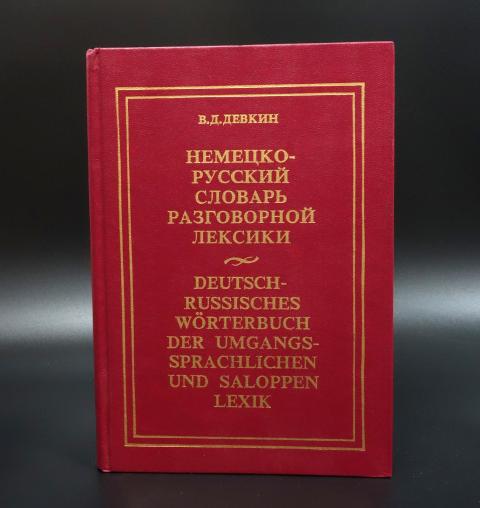 В.Д.ДЕВКИН
НЕМЕЦКО-
РУССКИЙ
СЛОВАРЬ
РАЗГОВОРНОЙ
ЛЕКСИКИ
DEUTSCH-
RUSSISCHES
WÖRTERBUCH
DER UMGANGS-
SPRACHLICHEN
UND SALOPPEN
LEXIK